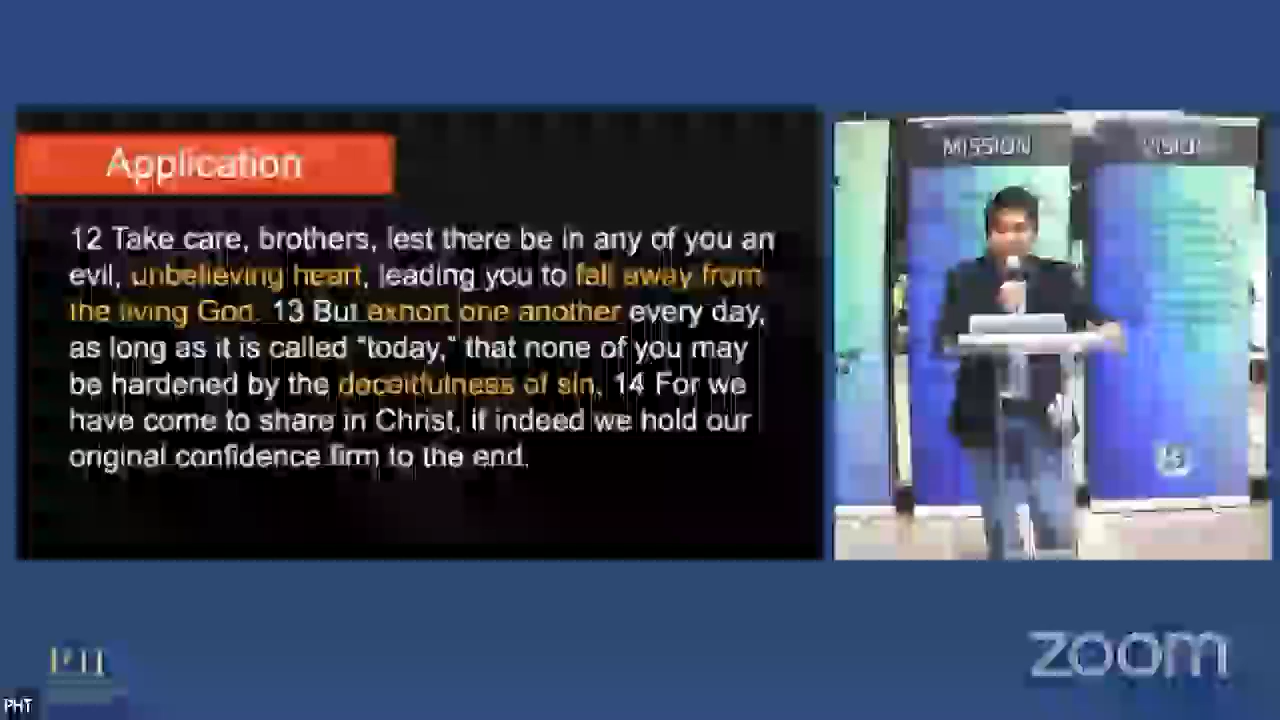 Application
12 Take care, brothers, lest there be in any of you an
evil, unbelieving heart, leading you to fall away from
the living God. 13 But exhort one another every day,
as long as it is called "today," that none of you may
be hardened by the deceitfulness of sin. 14 For we
have come to share in Christ, if indeed we hold our
original confidence firm to the end.
MISSION
VISION
zoom
PHT